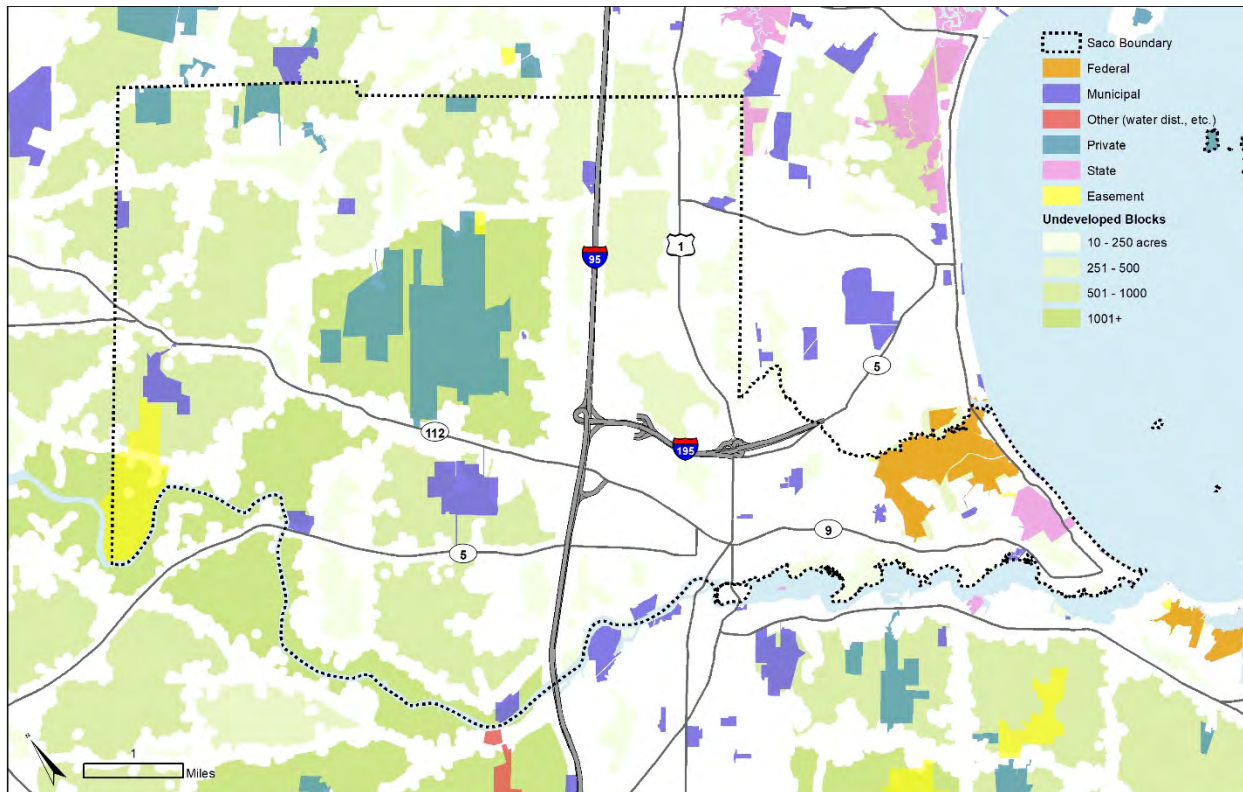 Saco Boundary
Federal
Municipal
Other (water dist., etc.)
Private
State
Easement
Undeveloped Blocks
10 - 250 acres
251 - 500
501 - 1000
1001+
95
1
5
112
195
9
5
1
Miles